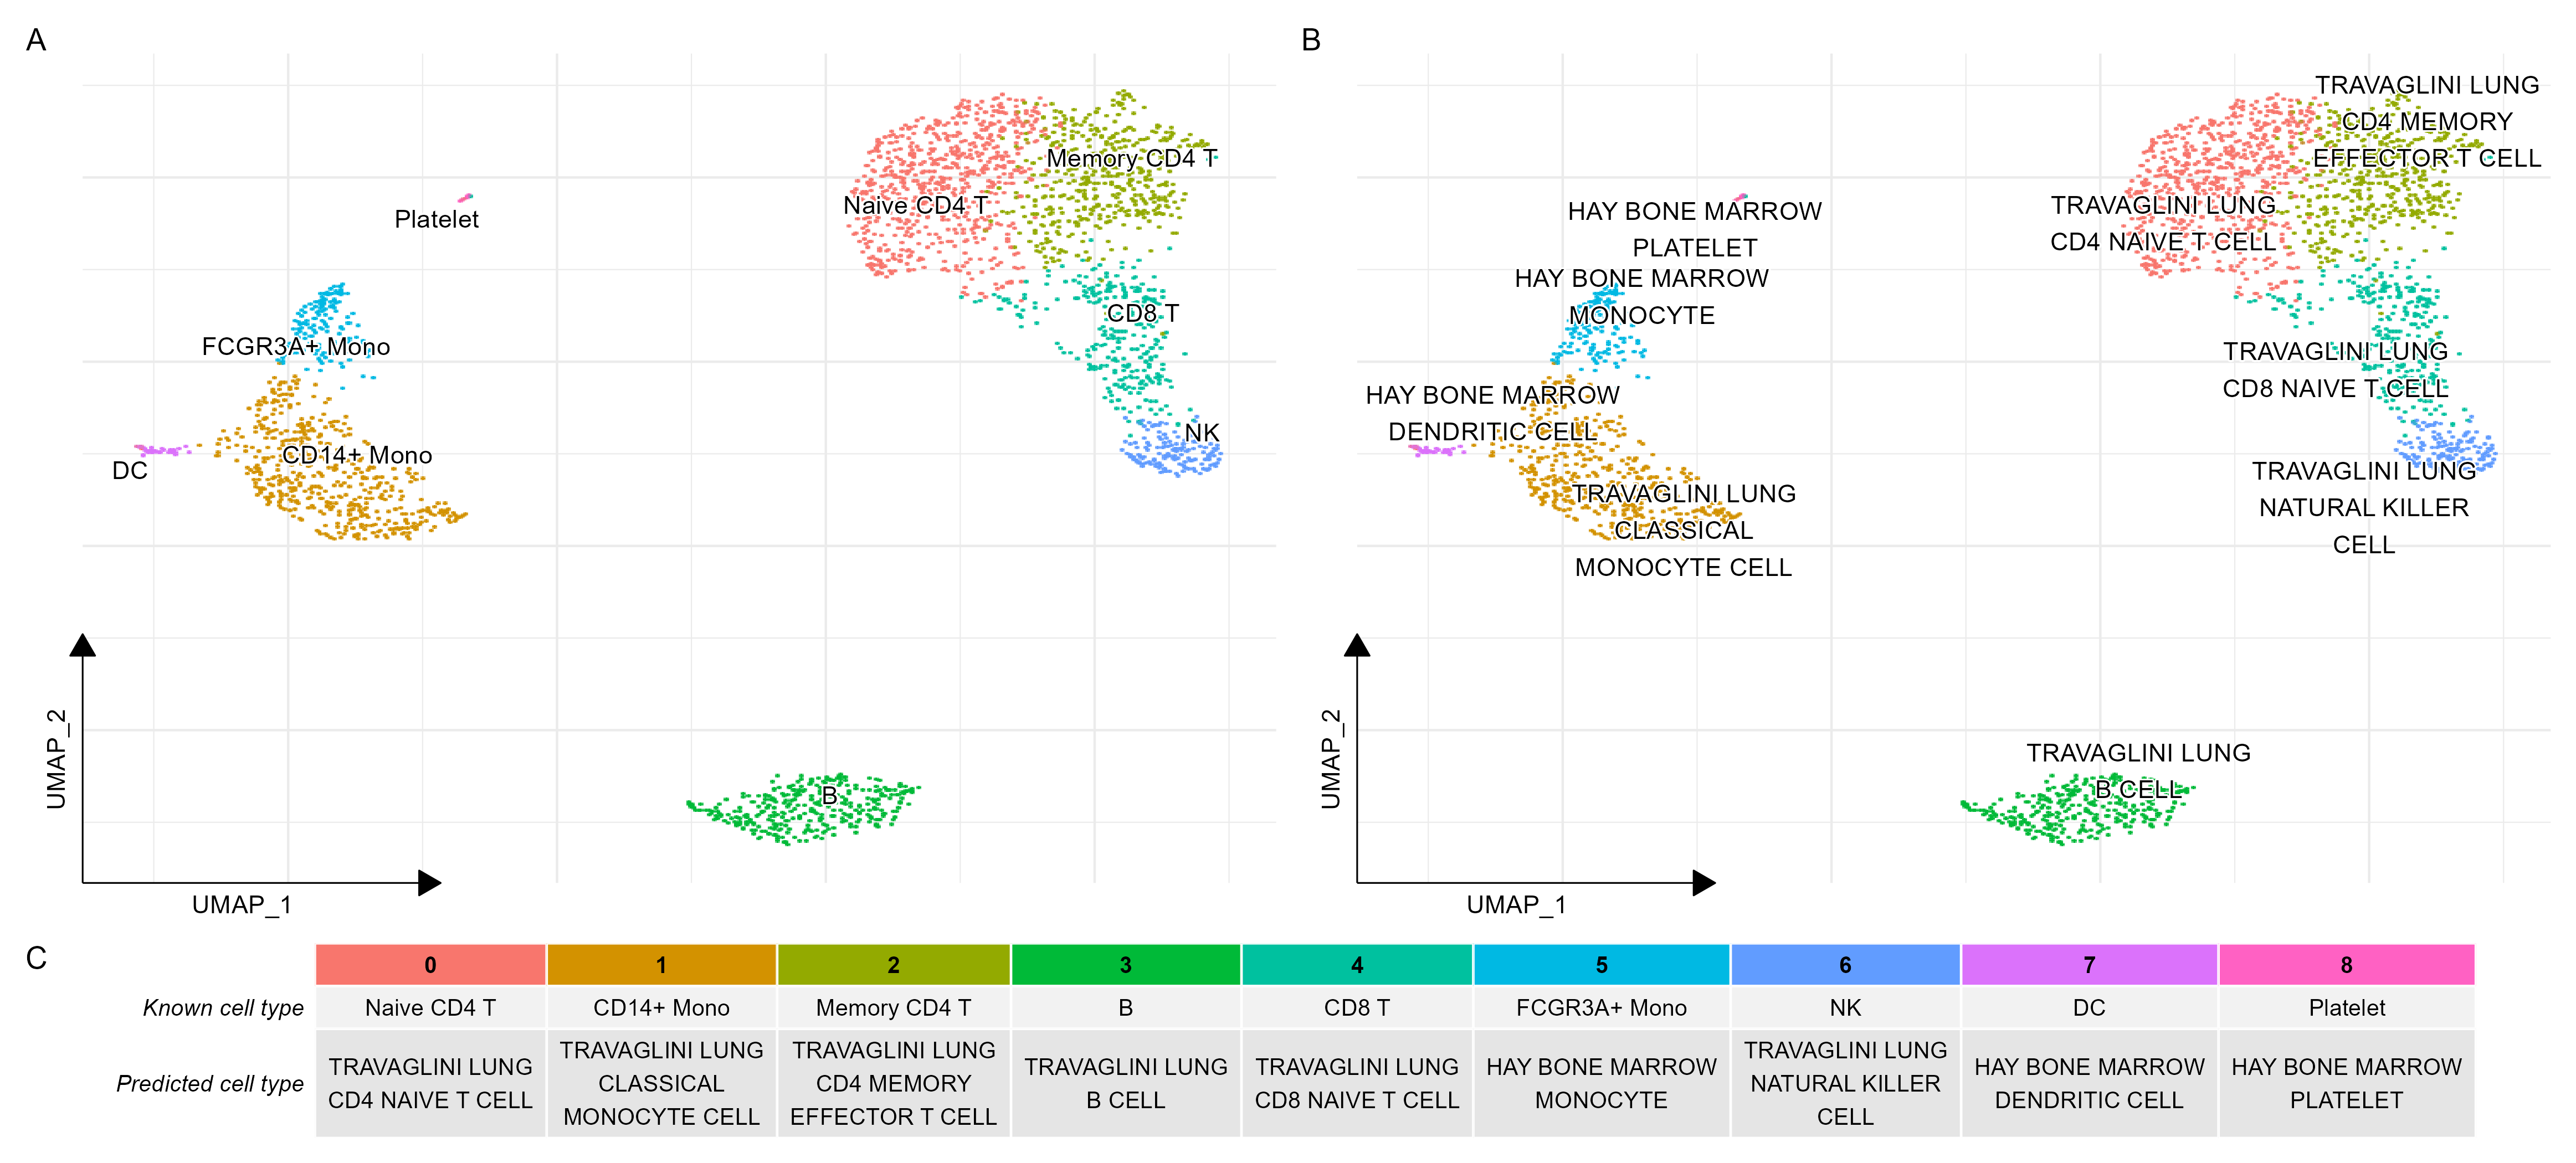 A
Memory CD4 T
Naive CD4 T
Platelet
CD8 T
FCGR3A+ Mono
NK
CD14+ Mono
DC
B
UMAP_2
UMAP_1
B
TRAVAGLINI LUNG
CD4 MEMORY
EFFECTOR T CELL
TRAVAGLINI LUNG
CD4 NAIVE T CELL
HAY BONE MARROW
PLATELET
HAY BONE MARROW
MONOCYTE
TRAVAGLINI LUNG
CD8 NAIVE T CELL
HAY BONE MARROW
DENDRITIC CELL
TRAVAGLINI LUNG
NATURAL KILLER
CELL
TRAVAGLINI LUNG
CLASSICAL
MONOCYTE CELL
TRAVAGLINI LUNG
B CELL
UMAP_2
UMAP_1
C
0 1 2 3 4 5 6 7 8
Known cell type Naive CD4 T CD14+ Mono Memory CD4 T B CD8 T FCGR3A+ Mono NK DC Platelet
Predicted cell type
TRAVAGLINI LUNG
CD4 NAIVE T CELL
TRAVAGLINI LUNG
CLASSICAL
MONOCYTE CELL
TRAVAGLINI LUNG
CD4 MEMORY
EFFECTOR T CELL
TRAVAGLINI LUNG
B CELL
TRAVAGLINI LUNG
CD8 NAIVE T CELL
HAY BONE MARROW
MONOCYTE
TRAVAGLINI LUNG
NATURAL KILLER
CELL
HAY BONE MARROW
DENDRITIC CELL
HAY BONE MARROW
PLATELET